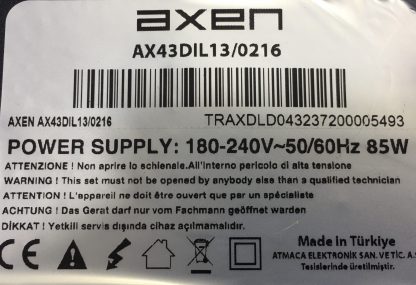 axen
AX43DIL13/0216
AXEN AX43DIL13/0216 TRAXDLD043237200005493
POWER SUPPLY: 180-240V~50/60Hz 85W
ATTENZIONE ! Non aprire lo schienale.All'interno pericolo di alta tensione
WARNING ! This set must not be opened by anybody else than a qualified technician
ATTENTION ! L'appareil ne doit être ouvert que par un spécialiste
ACHTUNG ! Das Gerat darf nur vom Fachmann geöffnet warden
DİKKAT ! Yetkili servis dışında cihaz açılmamalıdır.
Made in Türkiye
ATMACA ELEKTRONİK SAN. VE TİC. A.Ş
Tesislerinde üretilmiştir.
CE